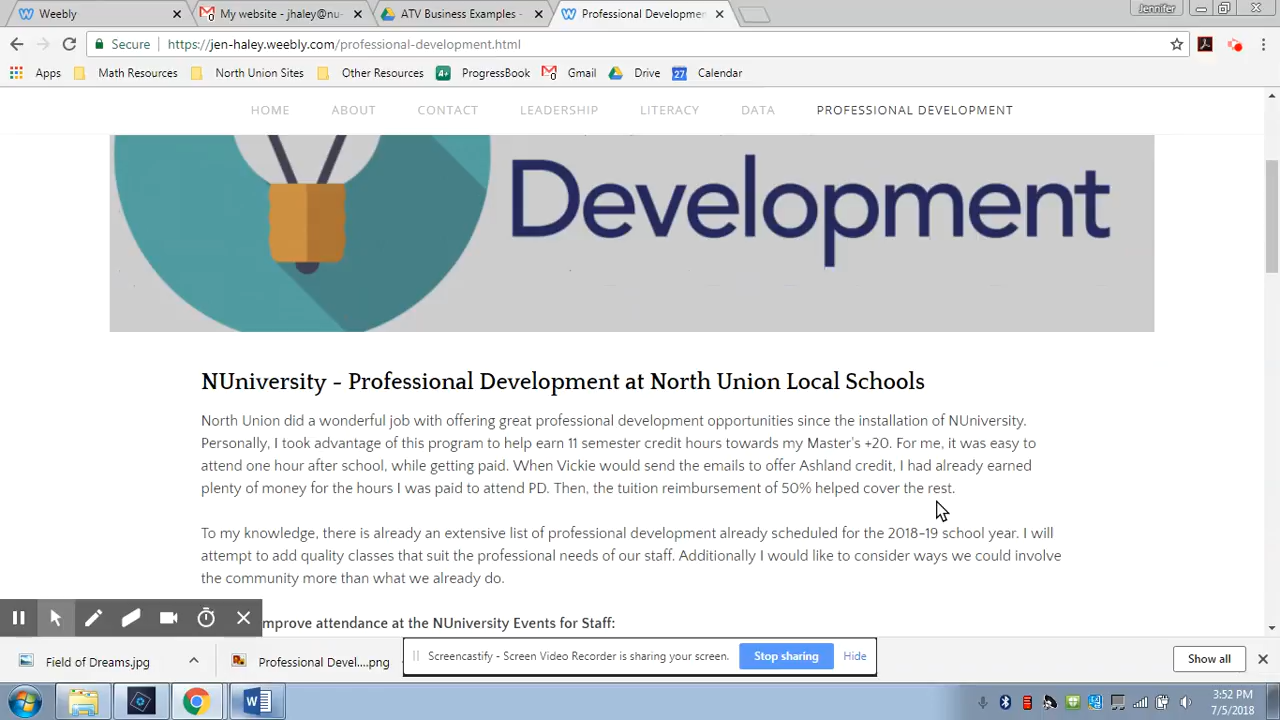 Weebly
My website - jhaley@nu-
ATV Business Examples -
Professional Developmen
Jennifer
Secure
https://jen-haley.weebly.com/professional-development.html
Apps
Math Resources
North Union Sites
Other Resources
ProgressBook
Gmail
27
Drive
Calendar
HOME
ABOUT
CONTACT
LEADERSHIP
LITERACY
DATA
PROFESSIONAL DEVELOPMENT
Development
NUniversity - Professional Development at North Union Local Schools
North Union did a wonderful job with offering great professional development opportunities since the installation of NUniversity.
Personally, I took advantage of this program to help earn 11 semester credit hours towards my Master's +20. For me, it was easy to
attend one hour after school, while getting paid. When Vickie would send the emails to offer Ashland credit, I had already earned
plenty of money for the hours I was paid to attend PD. Then, the tuition reimbursement of 50% helped cover the rest.
To my knowledge, there is already an extensive list of professional development already scheduled for the 2018-19 school year. I will
attempt to add quality classes that suit the professional needs of our staff. Additionally I would like to consider ways we could involve
the community more than what we already do.
mprove attendance at the NUniversity Events for Staff:
Field of Dreams.jpg
Professional Devel....png
Screencastify - Screen Video Recorder is sharing your screen.
Stop sharing
Hide
Show all
3:52 PM
7/5/2018